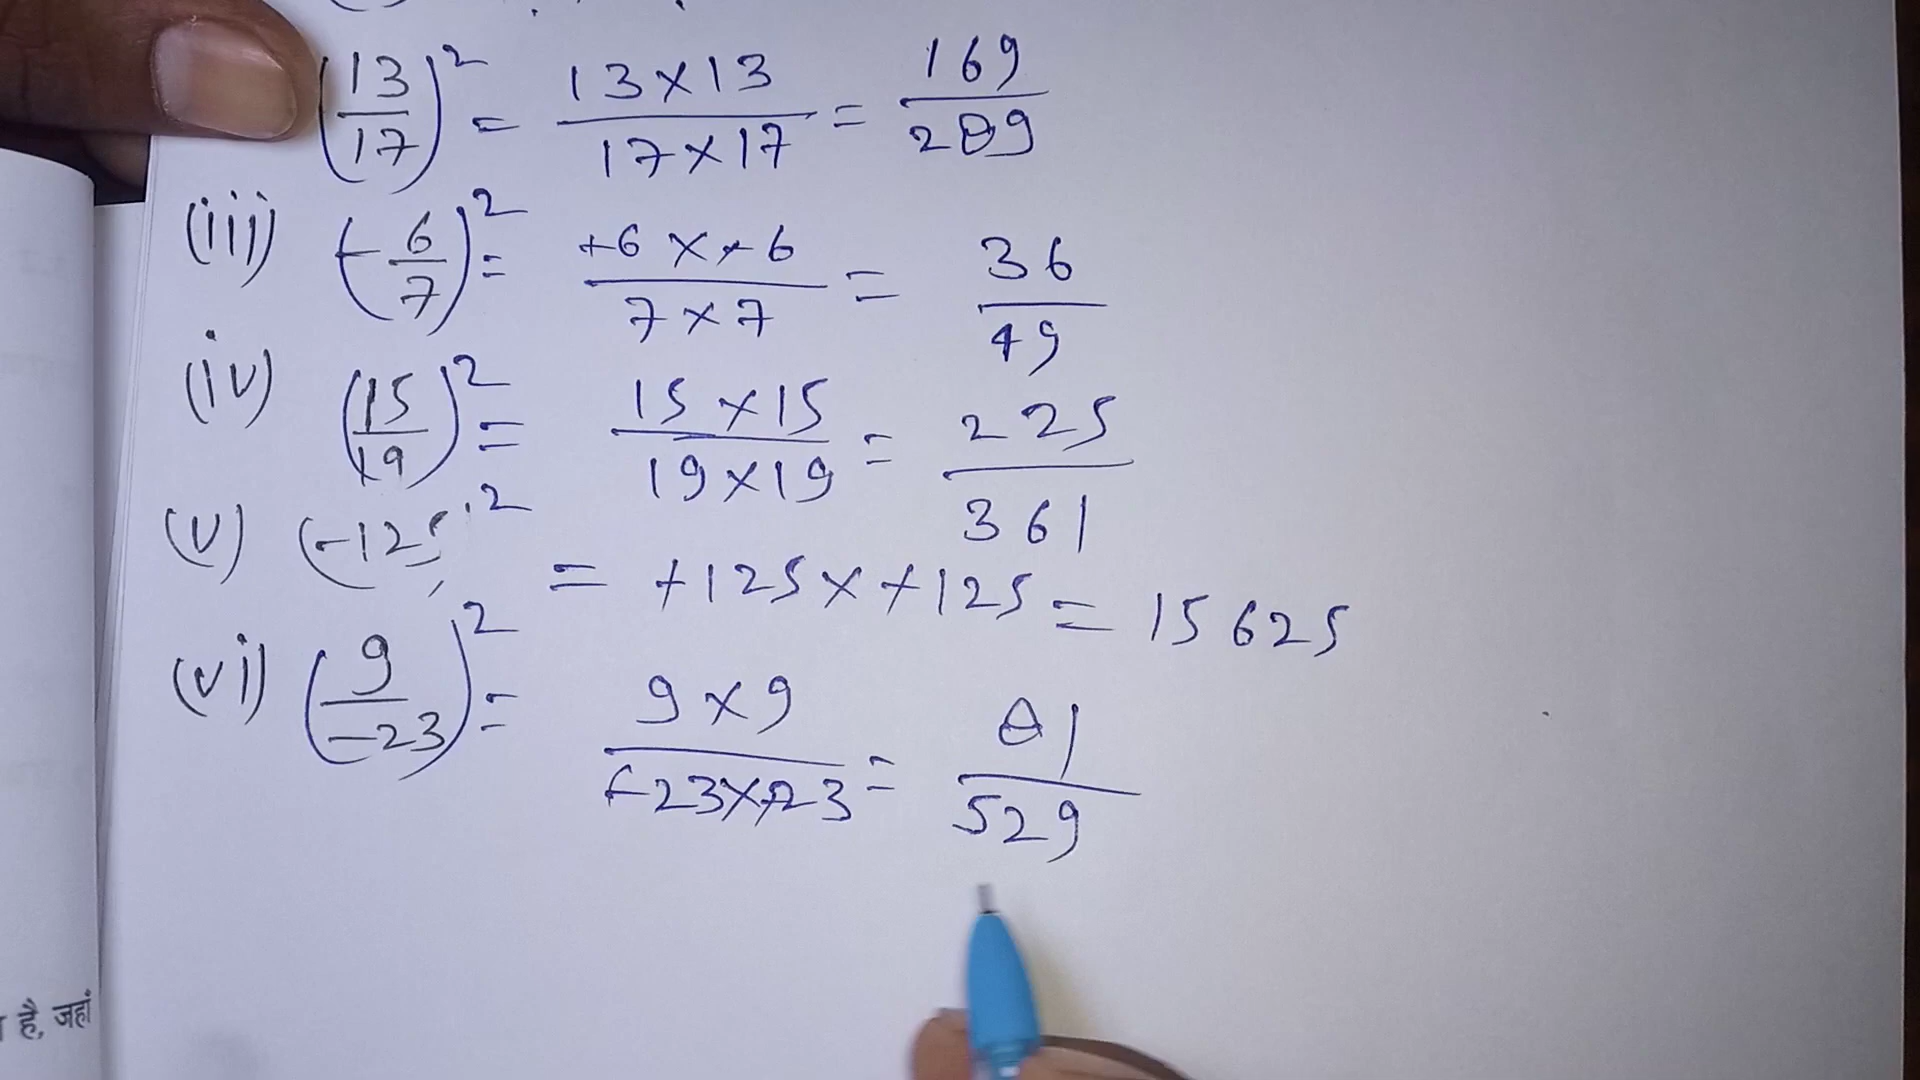 (13/17)² = 13×13/17×17 = 169/289
(iii) (-6/7)² = +6×+6/7×7 = 36/49
(iv) (15/19)² = 15×15/19×19 = 225/361
(v) (-125)² = +125×+125 = 15625
(vi) (9/-23)² = 9×9/+23×+23 = 81/529
है, जहां